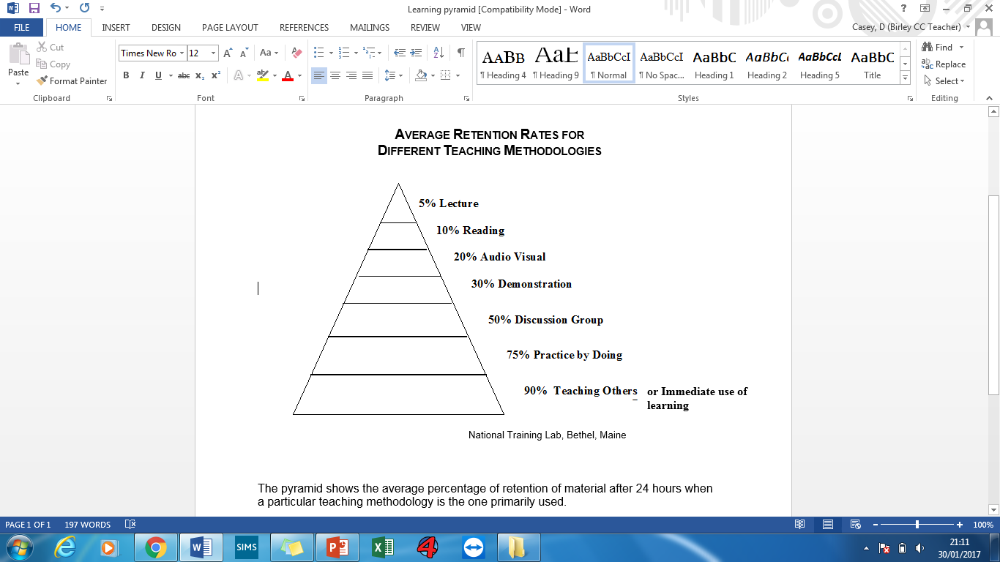 Learning pyramid [Compatibility Mode] - Word
FILE HOME INSERT DESIGN PAGE LAYOUT REFERENCES MAILINGS REVIEW VIEW Casey, D (Birley CC Teacher)
Paste
Cut
Copy
Format Painter
Clipboard
Times New Ro 12
B I U abc x2 x2
Font
Paragraph
AABB AaE AaBbCcI AaBbCcI AaBbC AaBbCc AaBbCcL AaBbC
¶ Heading 4 ¶ Heading 9 ¶ Normal ¶ No Spac... Heading 1 Heading 2 Heading 5 Title
Styles
Find
Replace
Select
Editing
AVERAGE RETENTION RATES FOR
DIFFERENT TEACHING METHODOLOGIES
5% Lecture
10% Reading
20% Audio Visual
30% Demonstration
50% Discussion Group
75% Practice by Doing
90% Teaching Others or Immediate use of
learning
National Training Lab, Bethel, Maine
The pyramid shows the average percentage of retention of material after 24 hours when
a particular teaching methodology is the one primarily used.
PAGE 1 OF 1 197 WORDS 100%
SIMS
21:11
30/01/2017